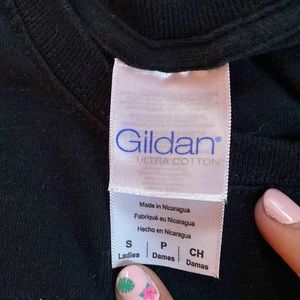 Gildan®
ULTRA COTTON
Made in Nicaragua
Fabriqué au Nicaragua
Hecho en Nicaragua
S | P | CH
Ladies | Dames | Damas